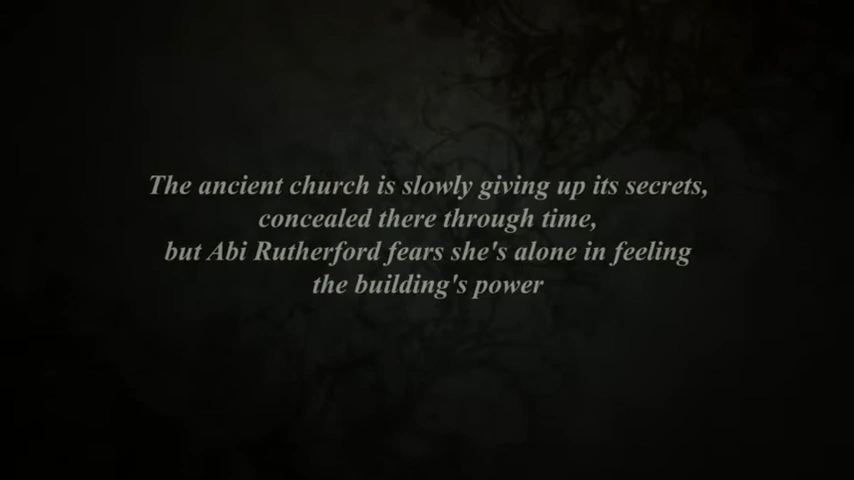 The ancient church is slowly giving up its secrets,
concealed there through time,
but Abi Rutherford fears she's alone in feeling
the building's power